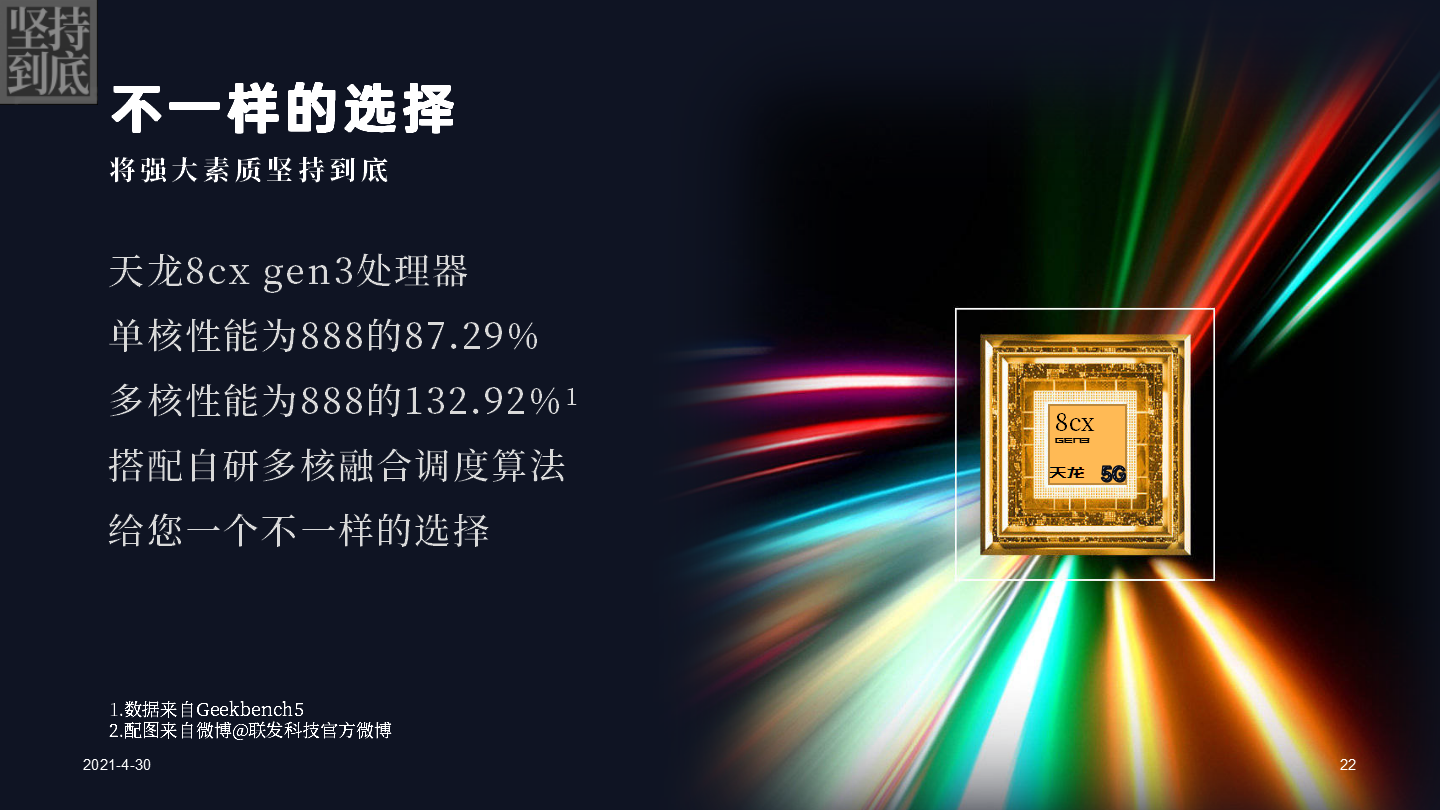 坚持
到底
不一样的选择
将强大素质坚持到底
天龙8cx gen3处理器
单核性能为888的87.29%
多核性能为888的132.92%¹
搭配自研多核融合调度算法
给您一个不一样的选择
8cx
GEN3
天龙 5G
1.数据来自Geekbench5
2.配图来自微博@联发科技官方微博
2021-4-30
22